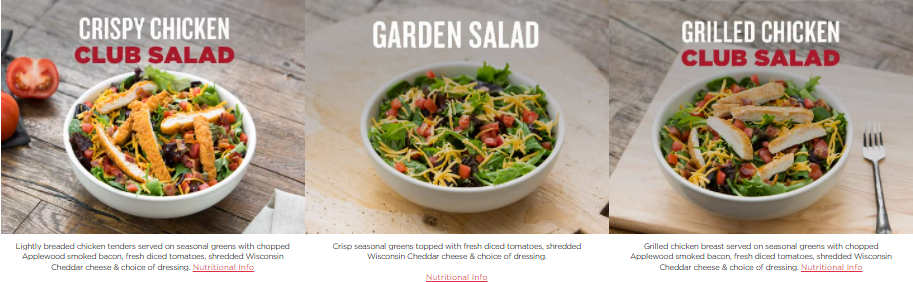 CRISPY CHICKEN
CLUB SALAD
Lightly breaded chicken tenders served on seasonal greens with chopped
Applewood smoked bacon, fresh diced tomatoes, shredded Wisconsin
Cheddar cheese & choice of dressing. Nutritional Info
GARDEN SALAD
Crisp seasonal greens topped with fresh diced tomatoes, shredded
Wisconsin Cheddar cheese & choice of dressing.
Nutritional Info
GRILLED CHICKEN
CLUB SALAD
Grilled chicken breast served on seasonal greens with chopped
Applewood smoked bacon, fresh diced tomatoes, shredded Wisconsin
Cheddar cheese & choice of dressing. Nutritional Info